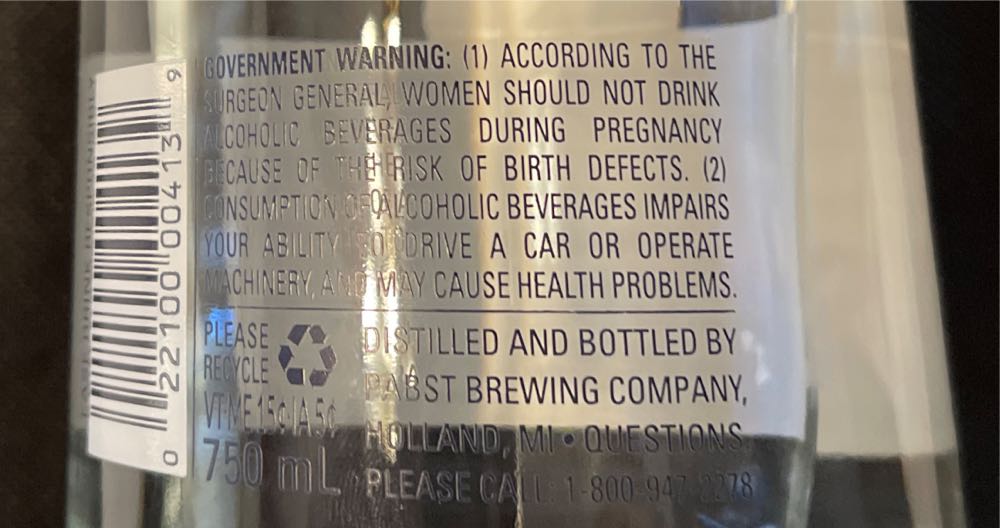 GOVERNMENT WARNING: (1) ACCORDING TO THE
SURGEON GENERAL, WOMEN SHOULD NOT DRINK
ALCOHOLIC BEVERAGES DURING PREGNANCY
BECAUSE OF THE RISK OF BIRTH DEFECTS. (2)
CONSUMPTION OF ALCOHOLIC BEVERAGES IMPAIRS
YOUR ABILITY TO DRIVE A CAR OR OPERATE
MACHINERY, AND MAY CAUSE HEALTH PROBLEMS.
PLEASE
RECYCLE
VT-ME 15¢ IA 5¢
750 mL
DISTILLED AND BOTTLED BY
PABST BREWING COMPANY,
HOLLAND, MI • QUESTIONS
PLEASE CALL: 1-800-947-2278
0 22100 00413 9